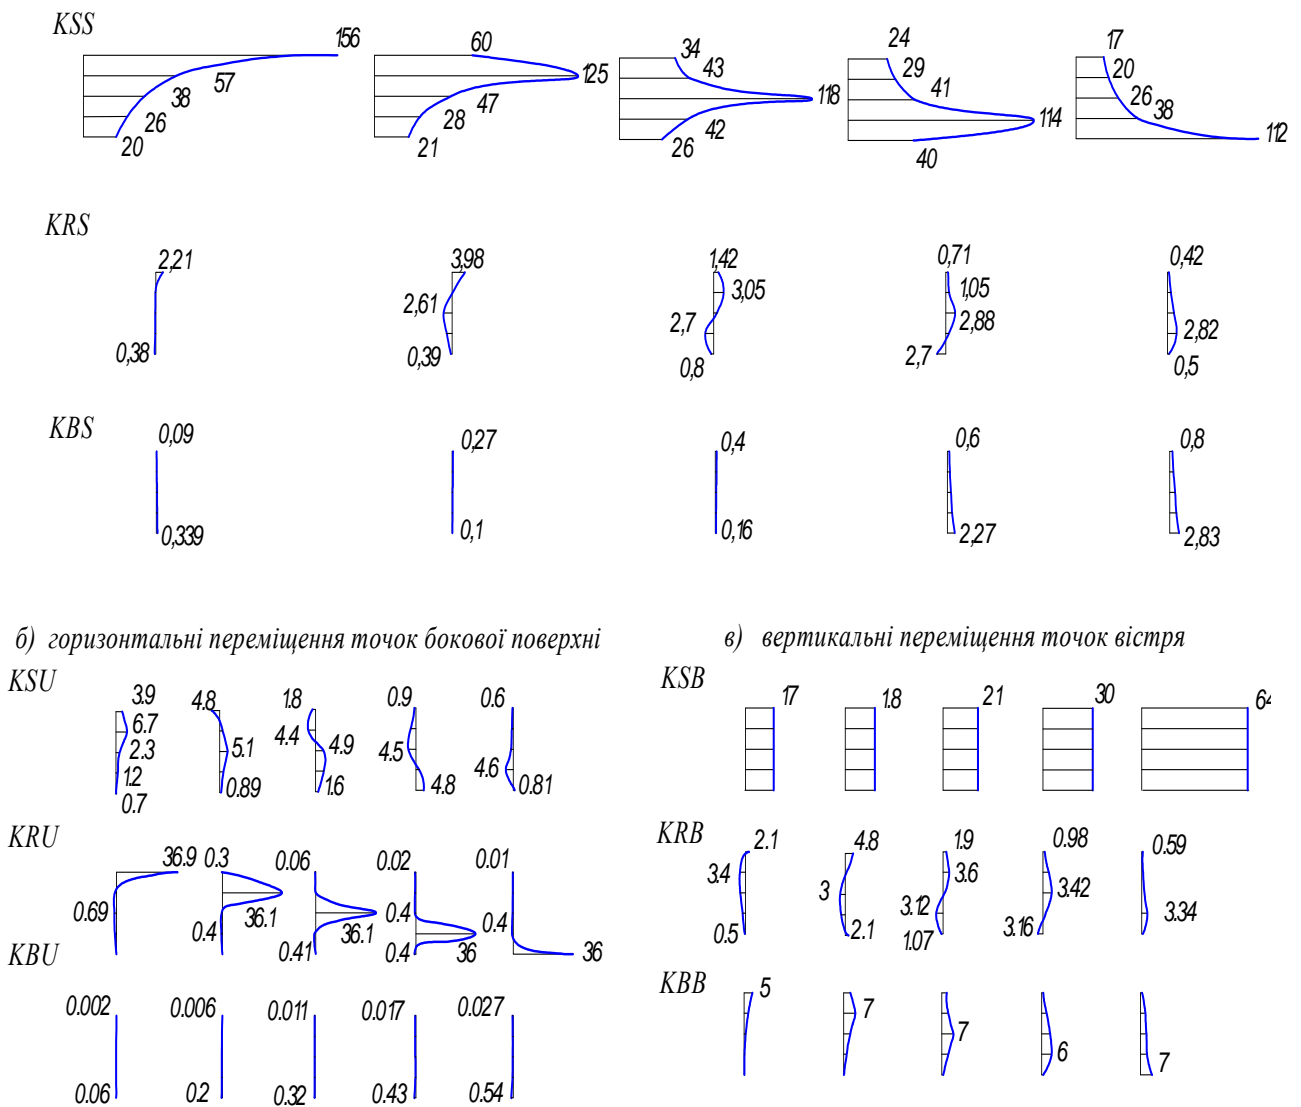 KSS
156 60 34 24 17
57 125 43 29 20
38 47 118 41 26 38
26 28 42 114 112
20 21 26 40
KRS
2,21 3,98 1,42 0,71 0,42
2,61 3,05 1,05
2,7 2,88 2,82
0,38 0,39 0,8 2,7 0,5
KBS
0,09 0,27 0,4 0,6 0,8
0,339 0,1 0,16 2,27 2,83
б) горизонтальні переміщення точок бокової поверхні
в) вертикальні переміщення точок вістря
KSU
3.9 4.8 1.8 0.9 0.6
6.7 4.4
2.3 5.1 4.9 4.5
1.2 4.6
0.7 0.89 1.6 4.8 0.81
KRU
36.9 0.3 0.06 0.02 0.01
0.69 36.1 36.1 0.4 0.4
0.4 0.41 0.4 36 36
KBU
0.002 0.006 0.011 0.017 0.027
0.06 0.2 0.32 0.43 0.54
KSB
17 1.8 21 30
KRB
2.1 4.8 1.9 0.98 0.59
3.4 3 3.6 3.42
3.12 3.34
0.5 2.1 1.07 3.16
KBB
5 7 7 6 7